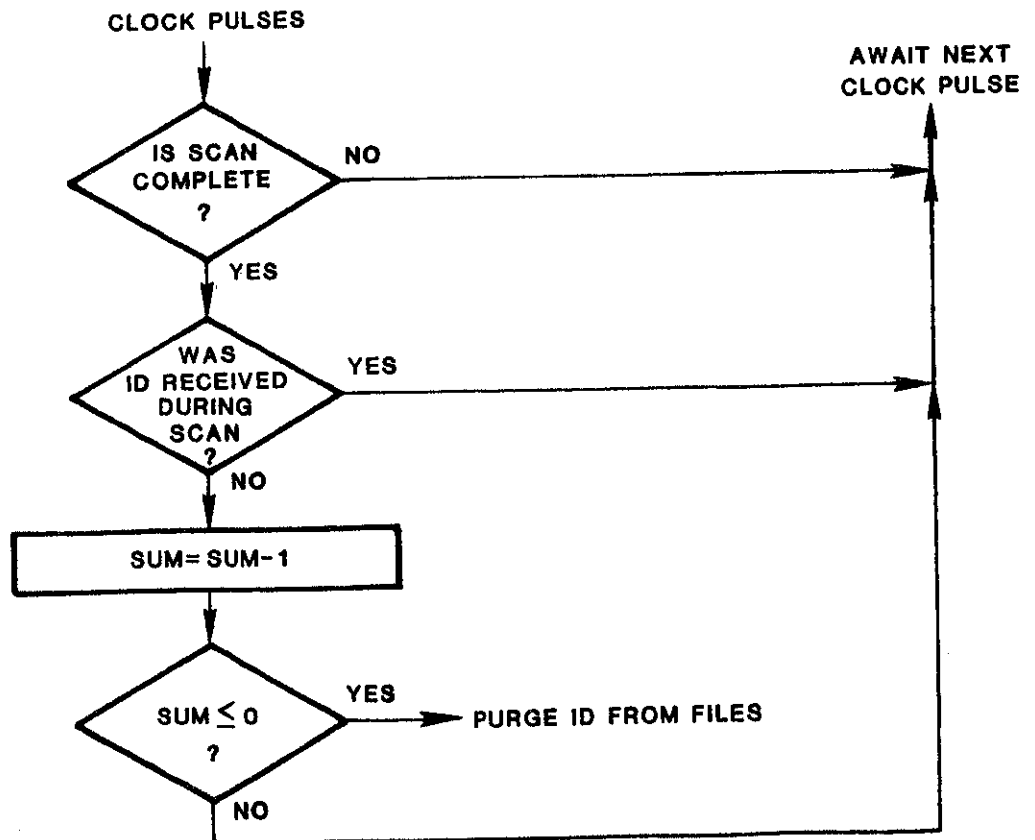 CLOCK PULSES
AWAIT NEXT
CLOCK PULSE
IS SCAN
COMPLETE
?
NO
YES
WAS
ID RECEIVED
DURING
SCAN
?
YES
NO
SUM=SUM-1
SUM ≤ 0
?
YES
PURGE ID FROM FILES
NO